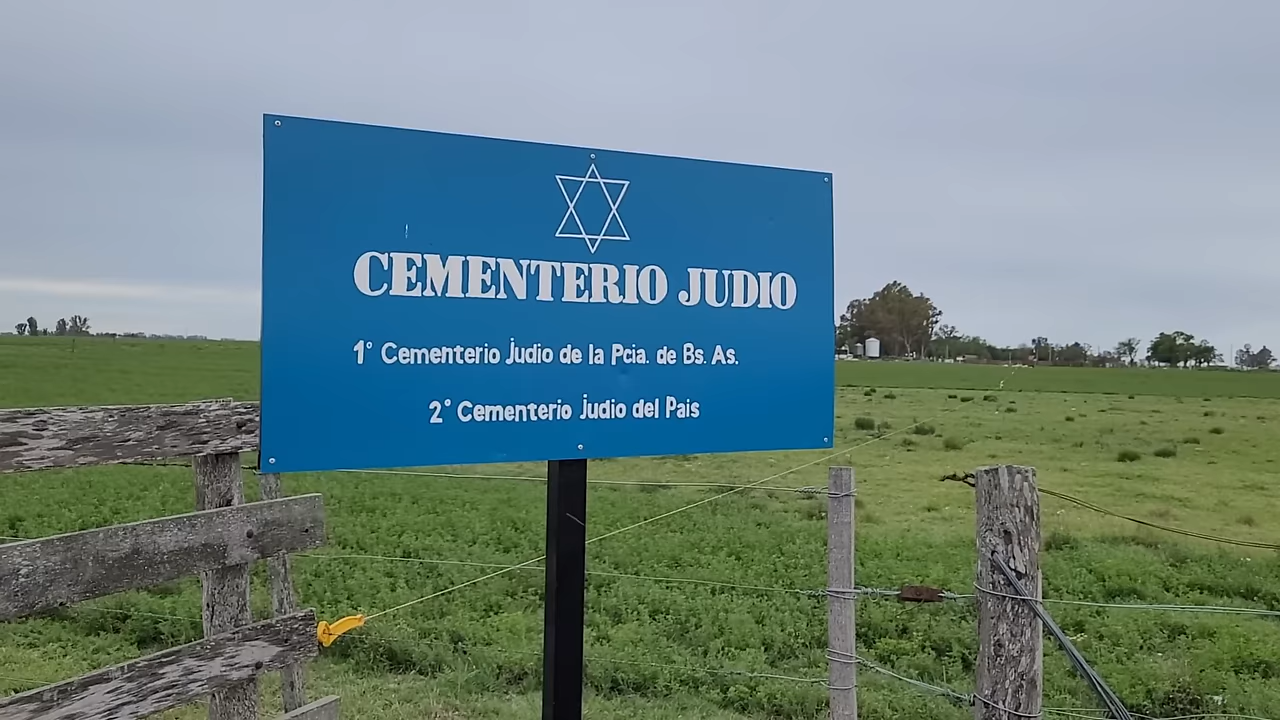 CEMENTERIO JUDIO
1° Cementerio Judio de la Pcia. de Bs. As.
2° Cementerio Judio del Pais